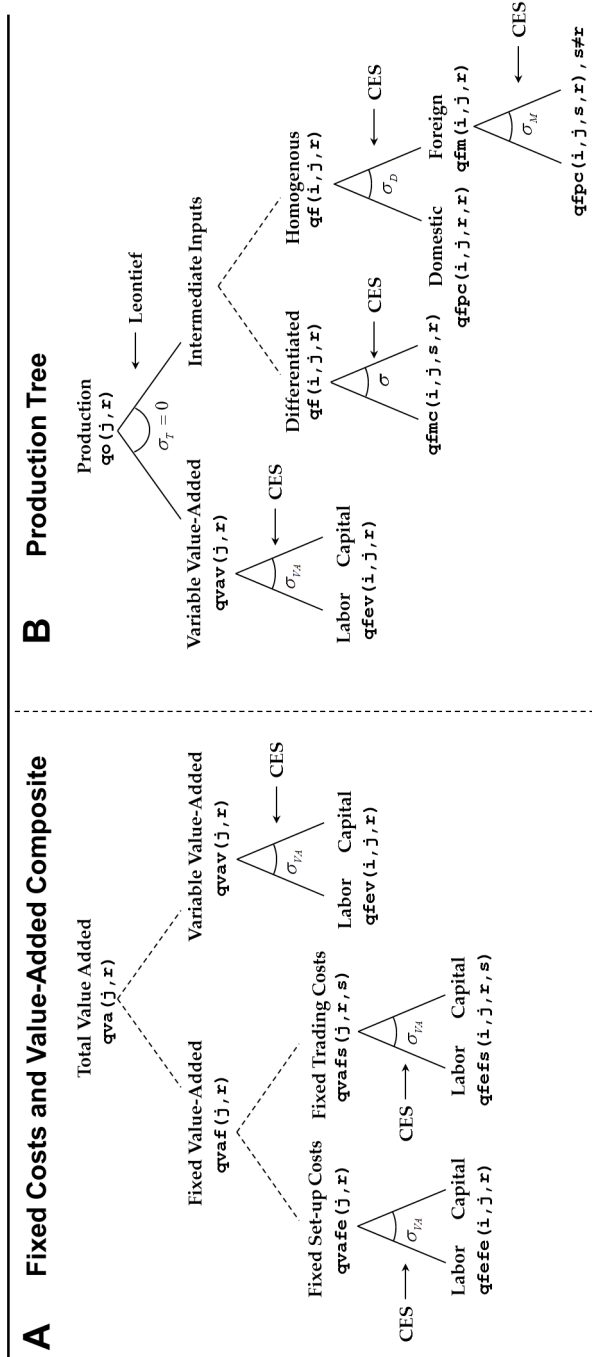 A Fixed Costs and Value-Added Composite
Total Value Added
qva(j,r)
Fixed Value-Added
qvaf(j,r)
Variable Value-Added
qvav(j,r)
Fixed Set-up Costs
qvafe(j,r)
Fixed Trading Costs
qvafs(j,r,s)
σVA
CES
Labor Capital
qfev(i,j,r)
CES
σVA
Labor Capital
qfefe(i,j,r)
CES
σVA
Labor Capital
qfefs(i,j,r,s)
B Production Tree
Production
qo(j,r)
σT = 0
Leontief
Variable Value-Added
qvav(j,r)
Intermediate Inputs
σVA
CES
Labor Capital
qfev(i,j,r)
Differentiated
qf(i,j,r)
Homogenous
qf(i,j,r)
σ
CES
qfmc(i,j,s,r)
σD
CES
Domestic
qfpc(i,j,r,r)
Foreign
qfm(i,j,r)
σM
CES
qfpc(i,j,s,r),s≠r